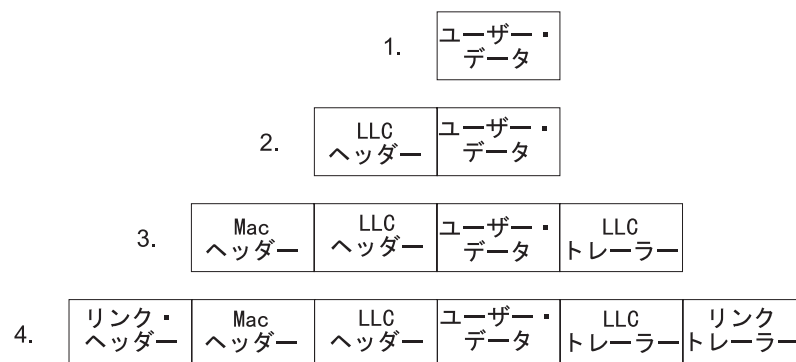 1. ユーザー・
データ
2. LLC
ヘッダー
ユーザー・
データ
3. Mac
ヘッダー
LLC
ヘッダー
ユーザー・
データ
LLC
トレーラー
4. リンク・
ヘッダー
Mac
ヘッダー
LLC
ヘッダー
ユーザー・
データ
LLC
トレーラー
リンク
トレーラー